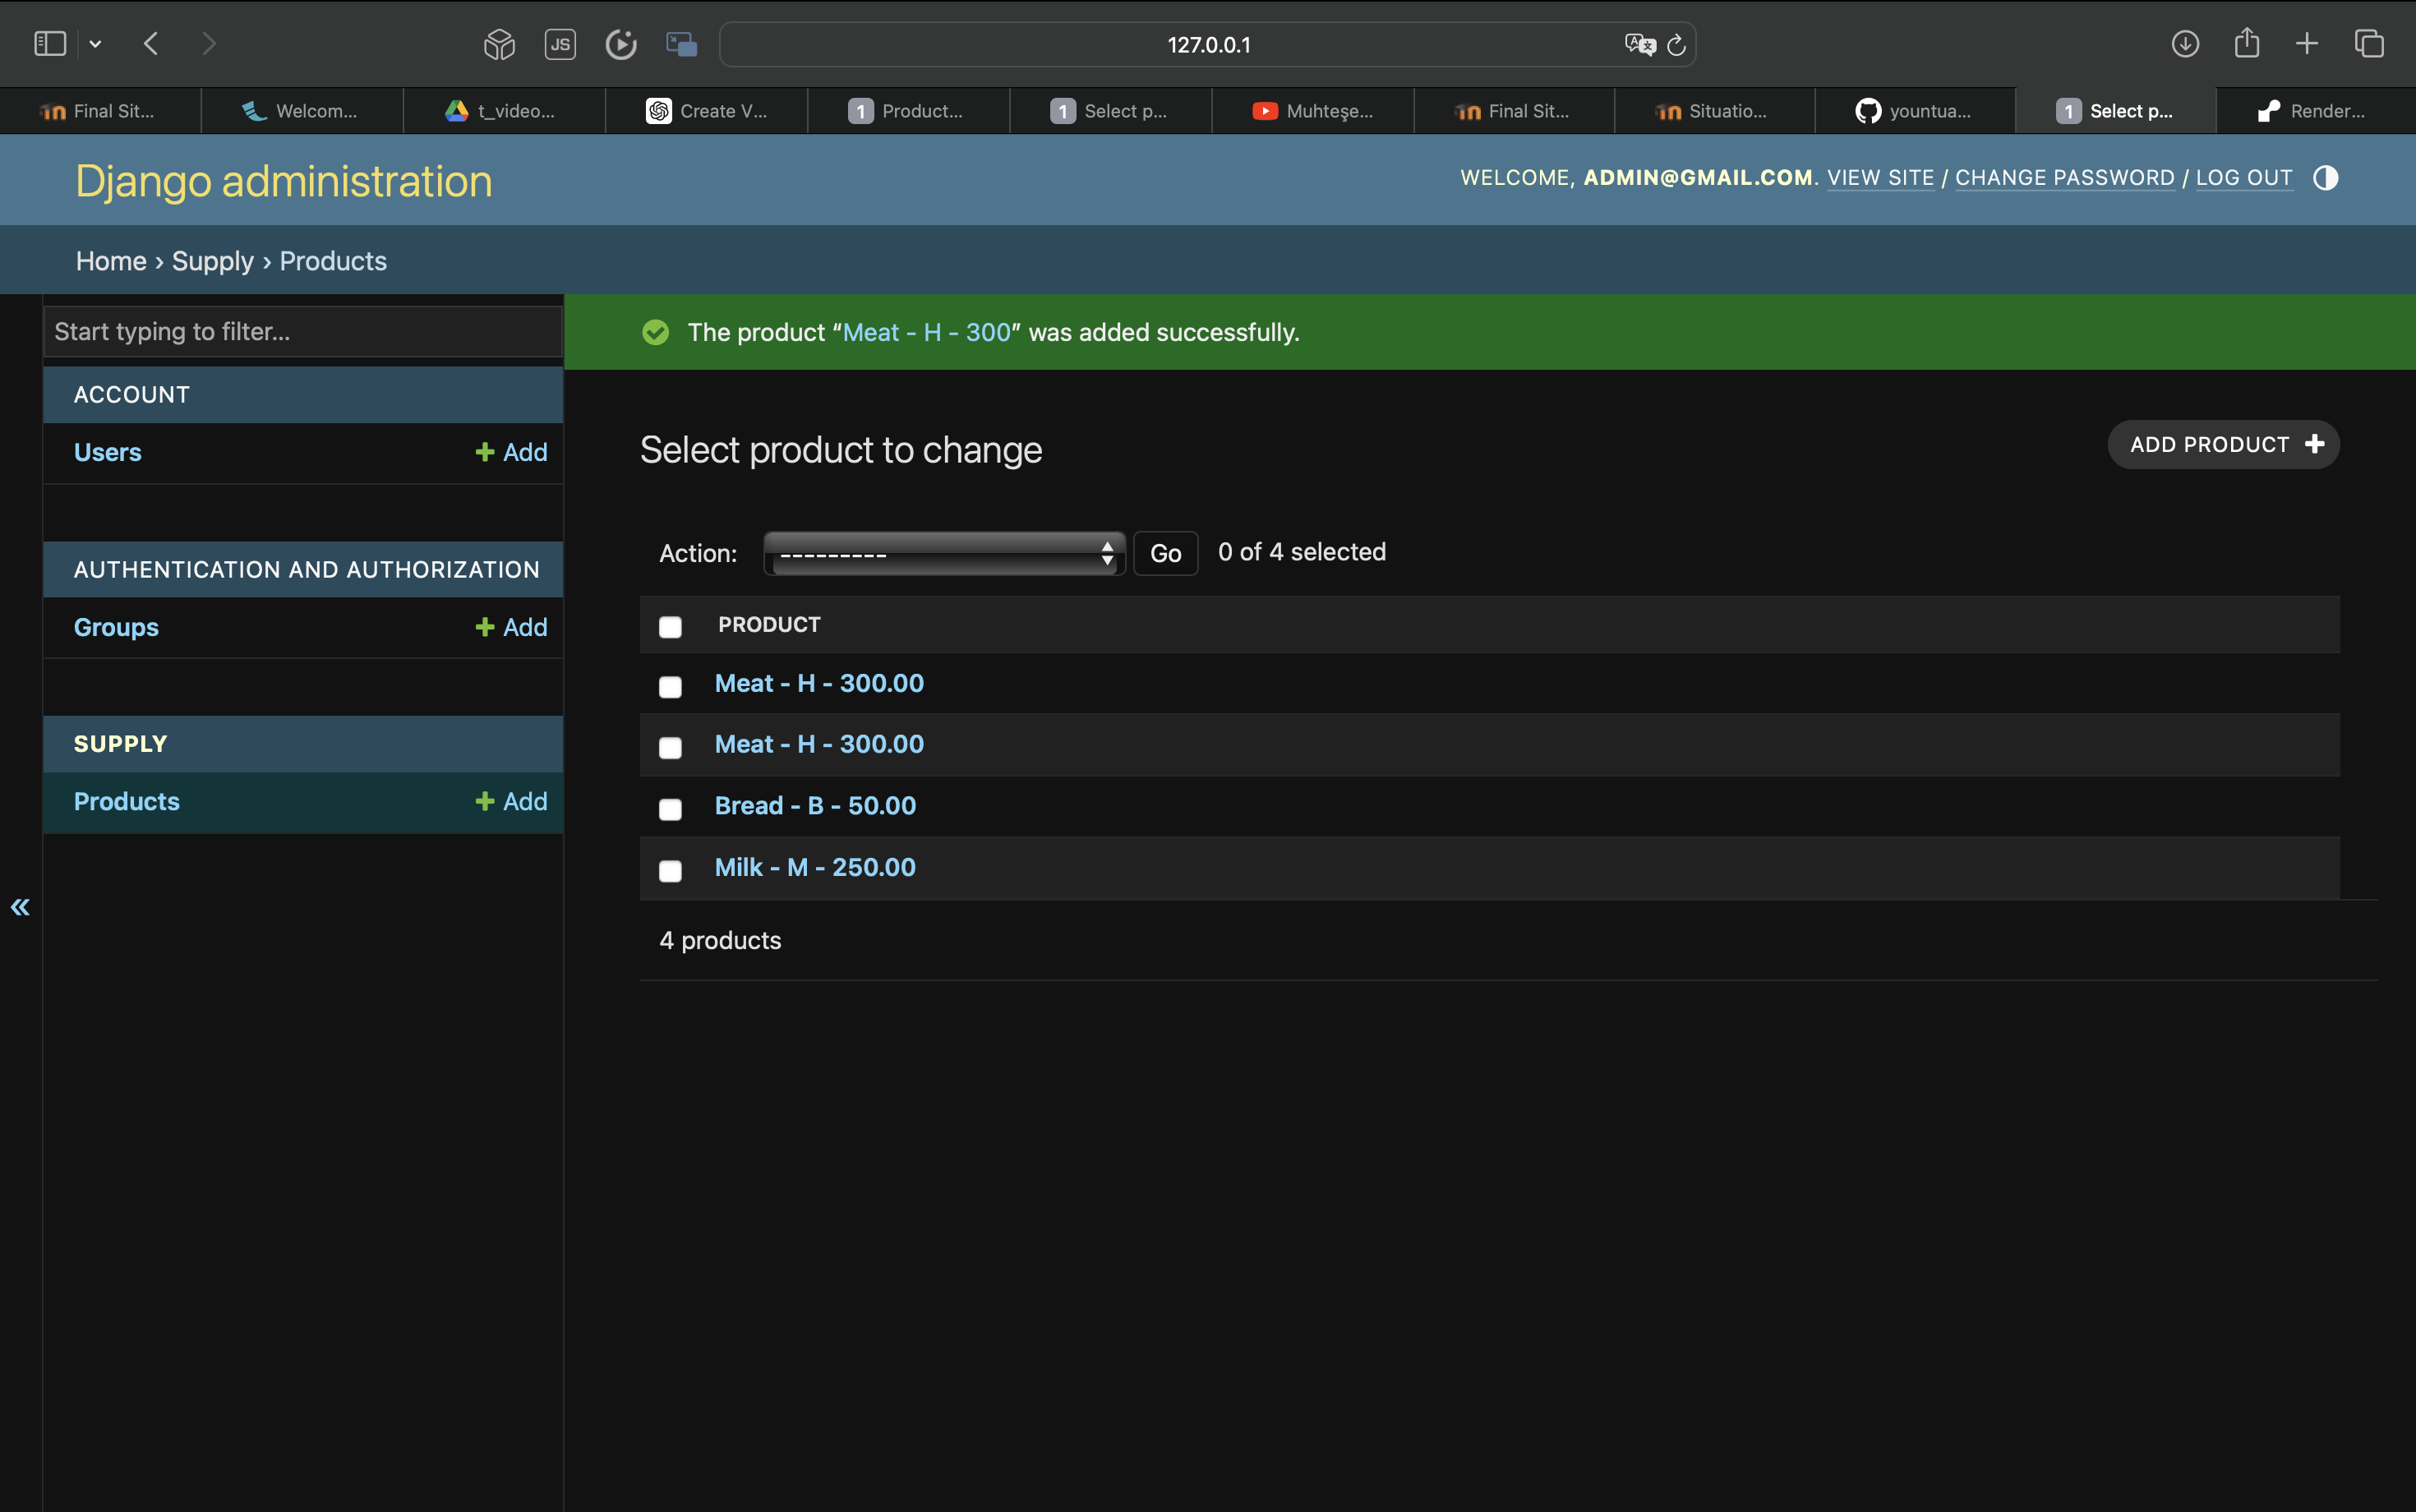 127.0.0.1
Final Sit...
Welcom...
t_video...
Create V...
1 Product...
1 Select p...
Muhteşe...
Final Sit...
Situatio...
yountua...
1 Select p...
Render...
Django administration
WELCOME, ADMIN@GMAIL.COM. VIEW SITE / CHANGE PASSWORD / LOG OUT
Home › Supply › Products
Start typing to filter...
ACCOUNT
Users
+ Add
AUTHENTICATION AND AUTHORIZATION
Groups
+ Add
SUPPLY
Products
+ Add
«
The product “Meat - H - 300” was added successfully.
Select product to change
ADD PRODUCT +
Action: --------- Go 0 of 4 selected
PRODUCT
Meat - H - 300.00
Meat - H - 300.00
Bread - B - 50.00
Milk - M - 250.00
4 products